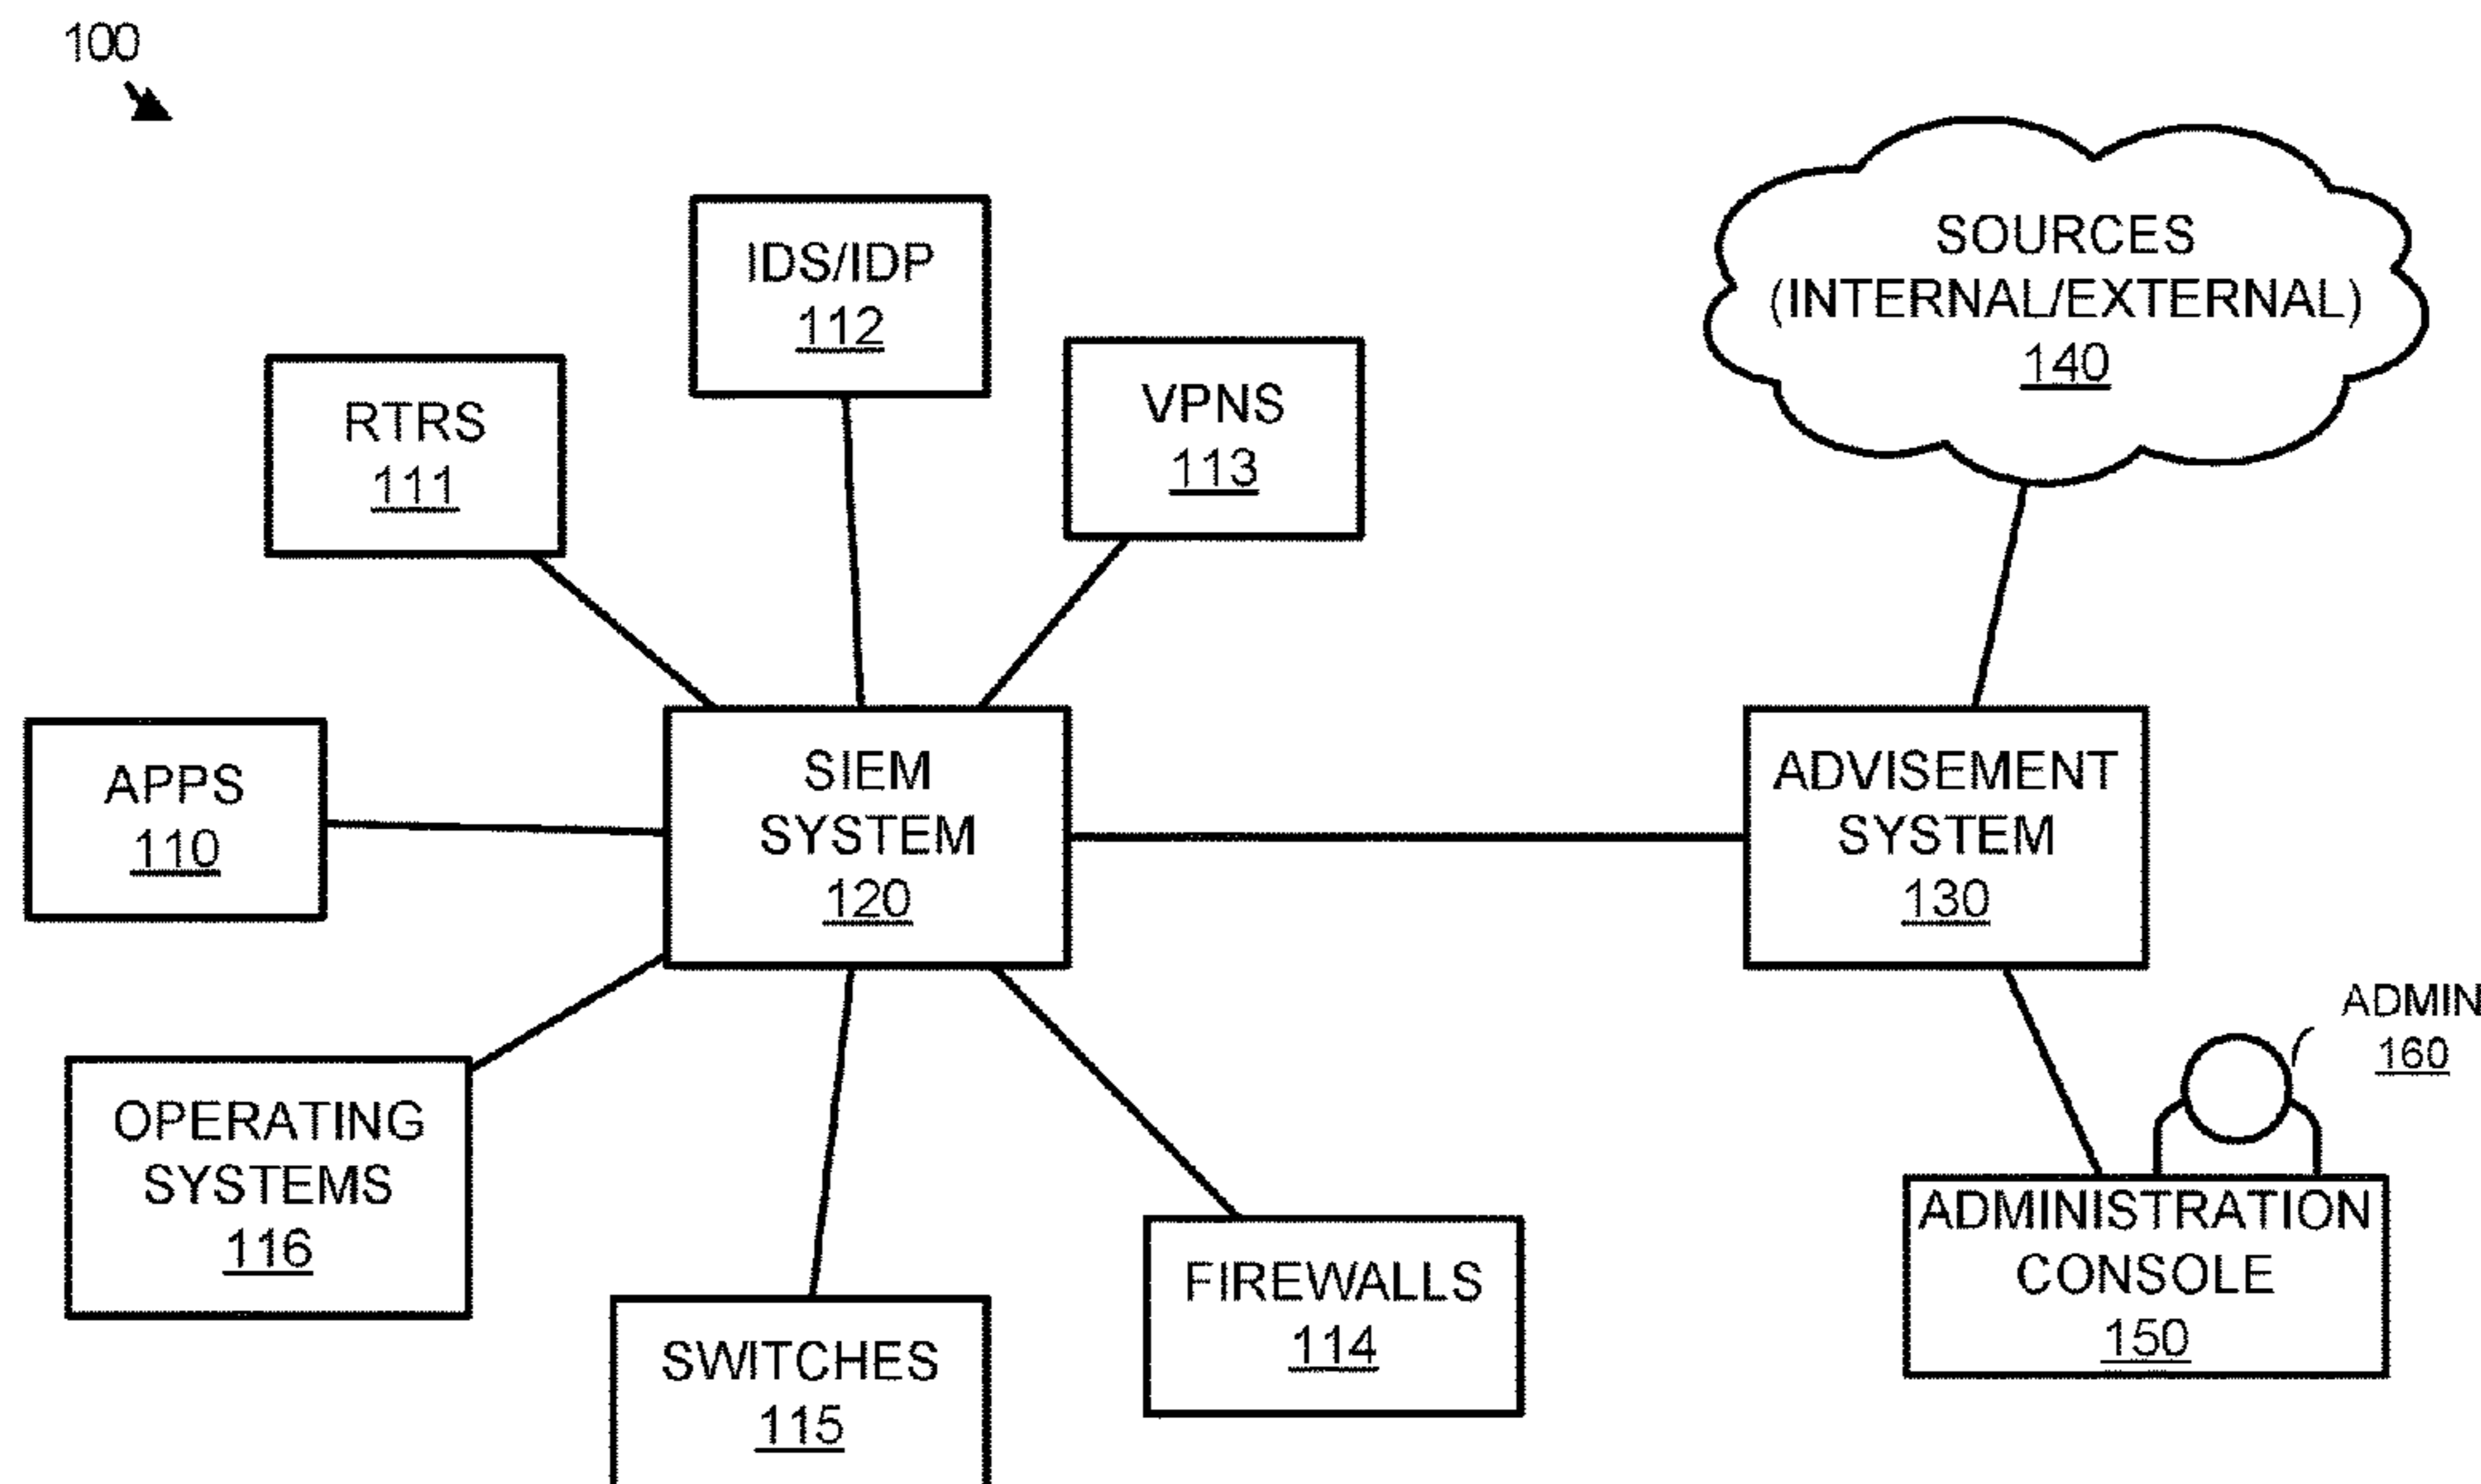 100
IDS/IDP
112
SOURCES
(INTERNAL/EXTERNAL)
140
RTRS
111
VPNS
113
APPS
110
SIEM
SYSTEM
120
ADVISEMENT
SYSTEM
130
ADMIN
160
OPERATING
SYSTEMS
116
SWITCHES
115
FIREWALLS
114
ADMINISTRATION
CONSOLE
150